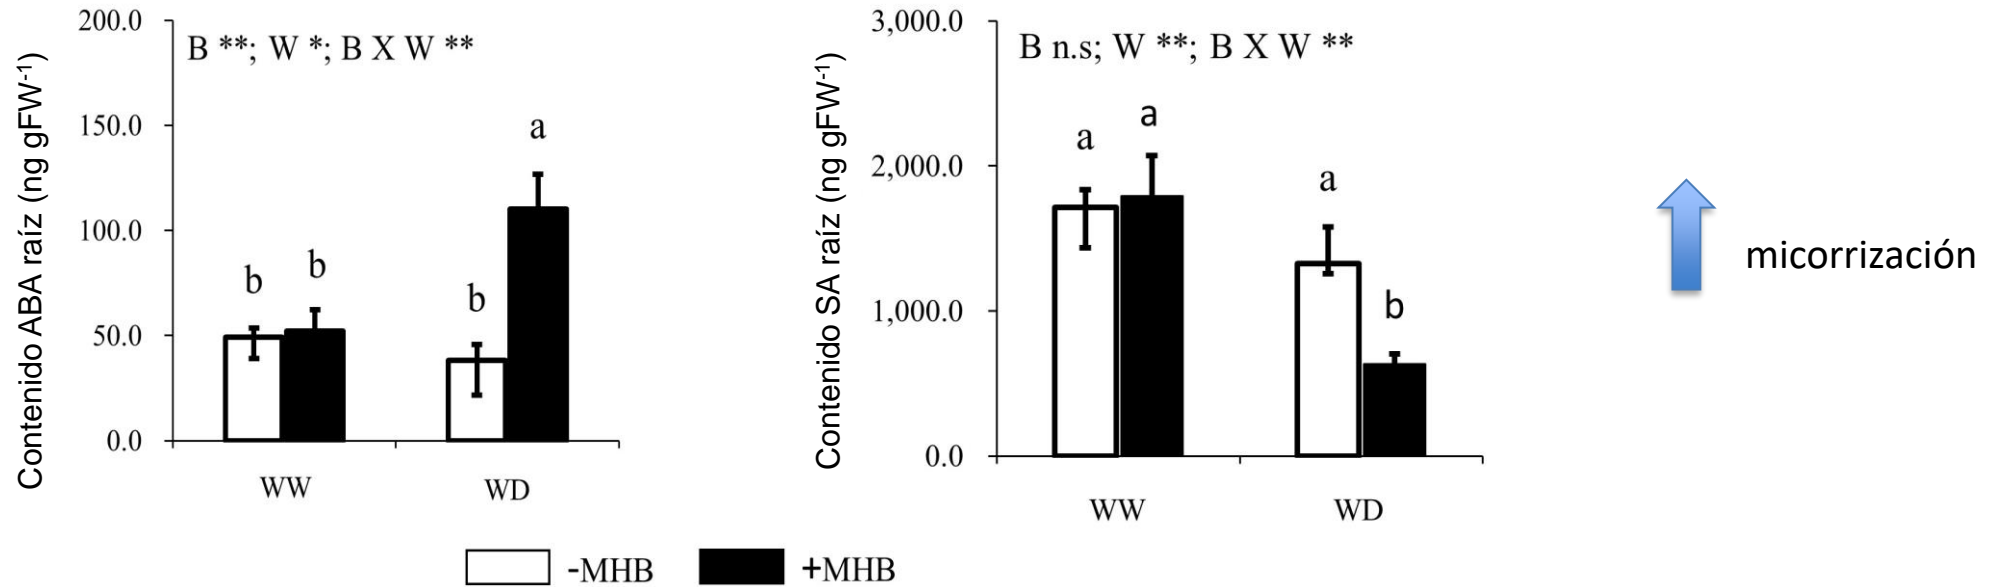 Contenido ABA raíz (ng gFW⁻¹)
200.0
150.0
100.0
50.0
0.0
B **; W *; B X W **
b
b
b
a
WW
WD
Contenido SA raíz (ng gFW⁻¹)
3,000.0
2,000.0
1,000.0
0.0
B n.s; W **; B X W **
a
a
a
b
WW
WD
micorrización
-MHB
+MHB